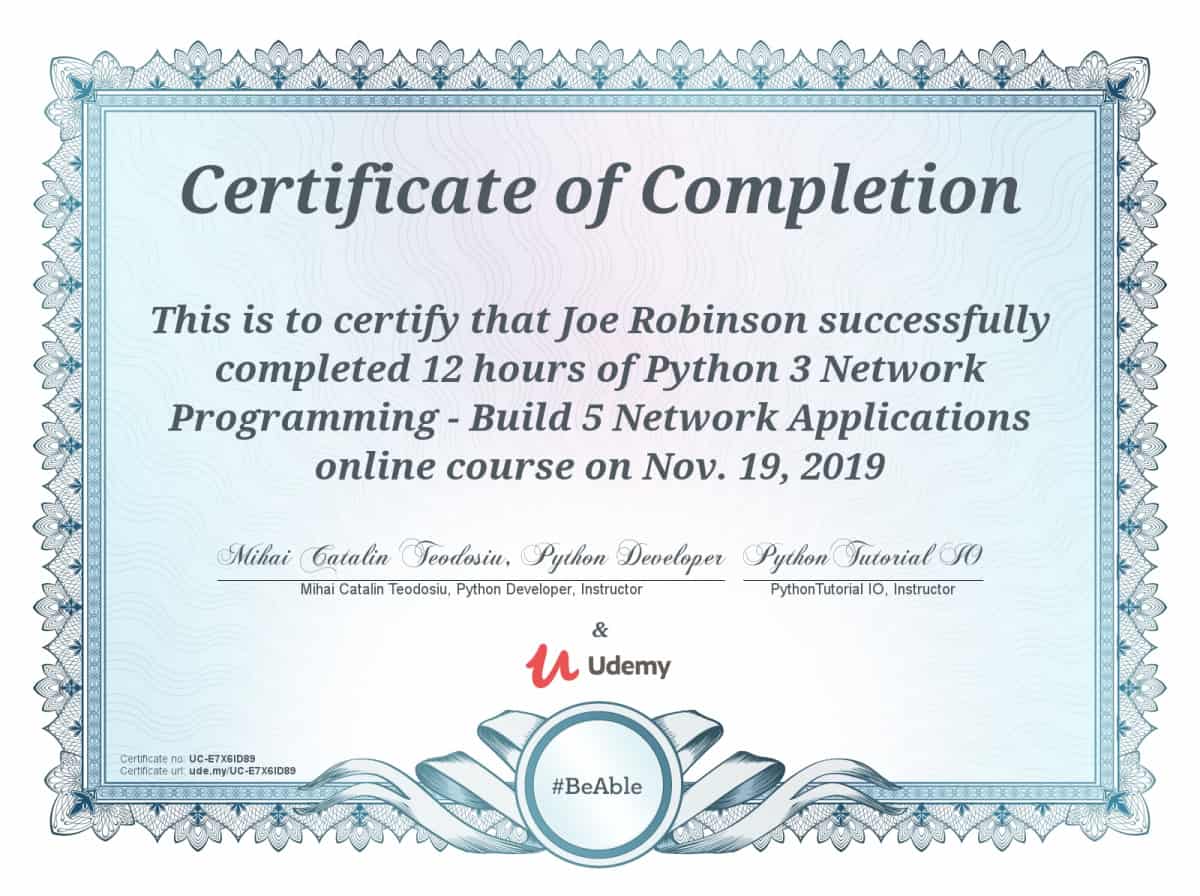 Certificate of Completion
This is to certify that Joe Robinson successfully
completed 12 hours of Python 3 Network
Programming - Build 5 Network Applications
online course on Nov. 19, 2019
Mihai Catalin Teodosiu, Python Developer
PythonTutorial IO
Mihai Catalin Teodosiu, Python Developer, Instructor
PythonTutorial IO, Instructor
&
Udemy
Certificate no: UC-E7X6ID89
Certificate url: ude.my/UC-E7X6ID89
#BeAble